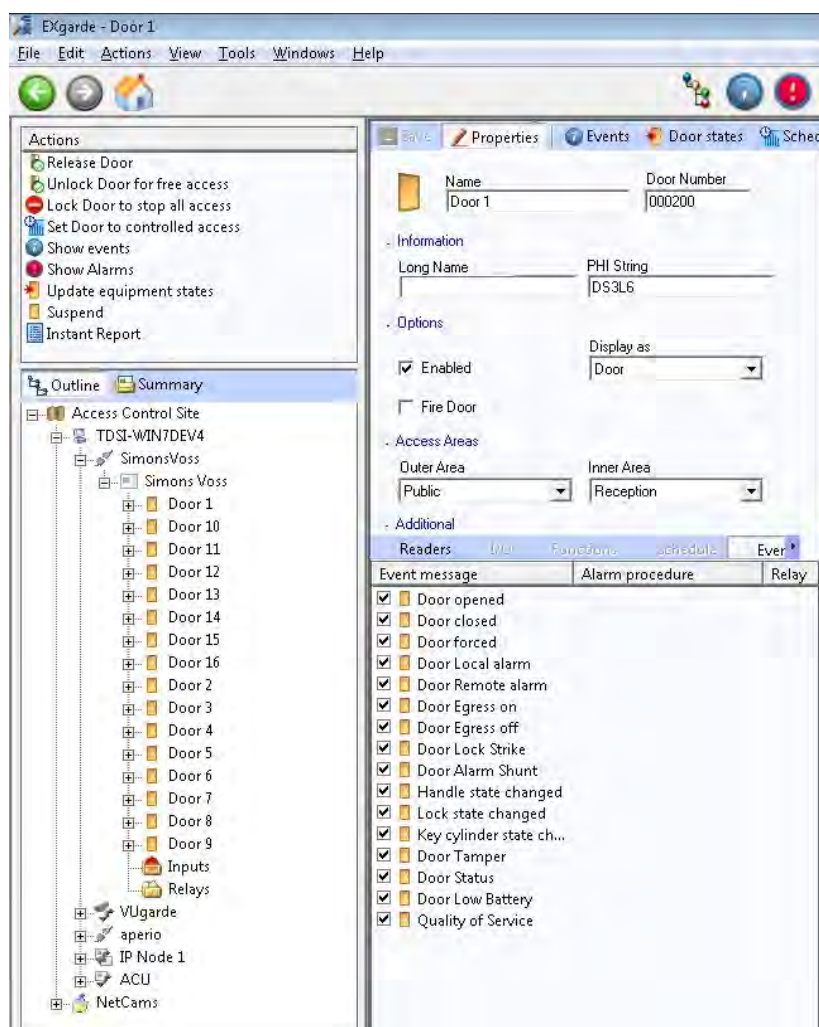 EXgarde - Door 1
File Edit Actions View Tools Windows Help
Actions
Release Door
Unlock Door for free access
Lock Door to stop all access
Set Door to controlled access
Show events
Show Alarms
Update equipment states
Suspend
Instant Report
Outline Summary
Access Control Site
TDSI-WIN7DEV4
SimonsVoss
Simons Voss
Door 1
Door 10
Door 11
Door 12
Door 13
Door 14
Door 15
Door 16
Door 2
Door 3
Door 4
Door 5
Door 6
Door 7
Door 8
Door 9
Inputs
Relays
VUgarde
aperio
IP Node 1
ACU
NetCams
Save Properties Events Door states Sched
Name Door Number
Door 1 000200
Information
Long Name PHI String
DS3L6
Options
Display as
Enabled Door
Fire Door
Access Areas
Outer Area Inner Area
Public Reception
Additional
Readers I/O Functions Schedule Ever
Event message Alarm procedure Relay
Door opened
Door closed
Door forced
Door Local alarm
Door Remote alarm
Door Egress on
Door Egress off
Door Lock Strike
Door Alarm Shunt
Handle state changed
Lock state changed
Key cylinder state ch...
Door Tamper
Door Status
Door Low Battery
Quality of Service